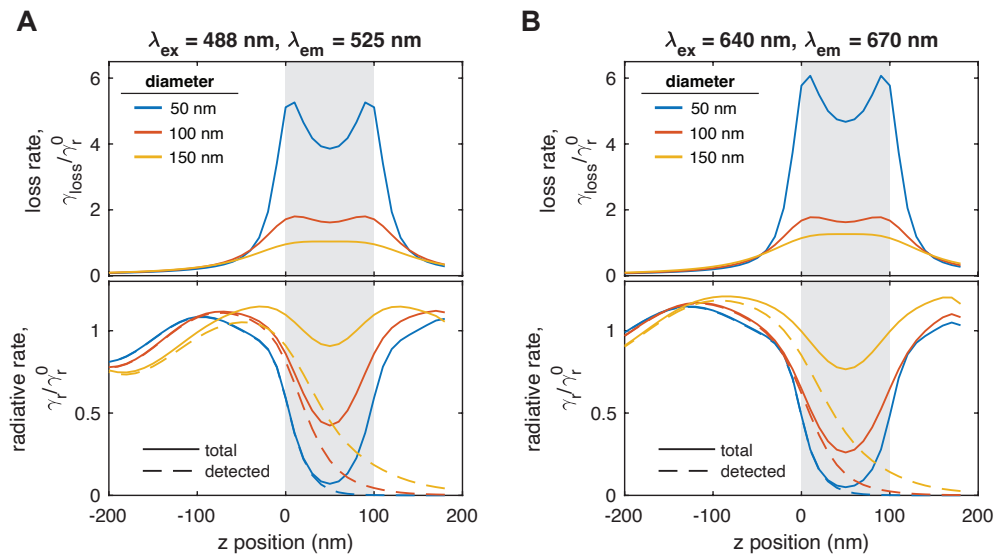 A
λex = 488 nm, λem = 525 nm
loss rate,
γloss/γr0
6
4
2
0
diameter
50 nm
100 nm
150 nm
radiative rate,
γr/γr0
1
0.5
0
total
detected
-200
-100
0
100
200
z position (nm)
B
λex = 640 nm, λem = 670 nm
loss rate,
γloss/γr0
6
4
2
0
diameter
50 nm
100 nm
150 nm
radiative rate,
γr/γr0
1
0.5
0
total
detected
-200
-100
0
100
200
z position (nm)